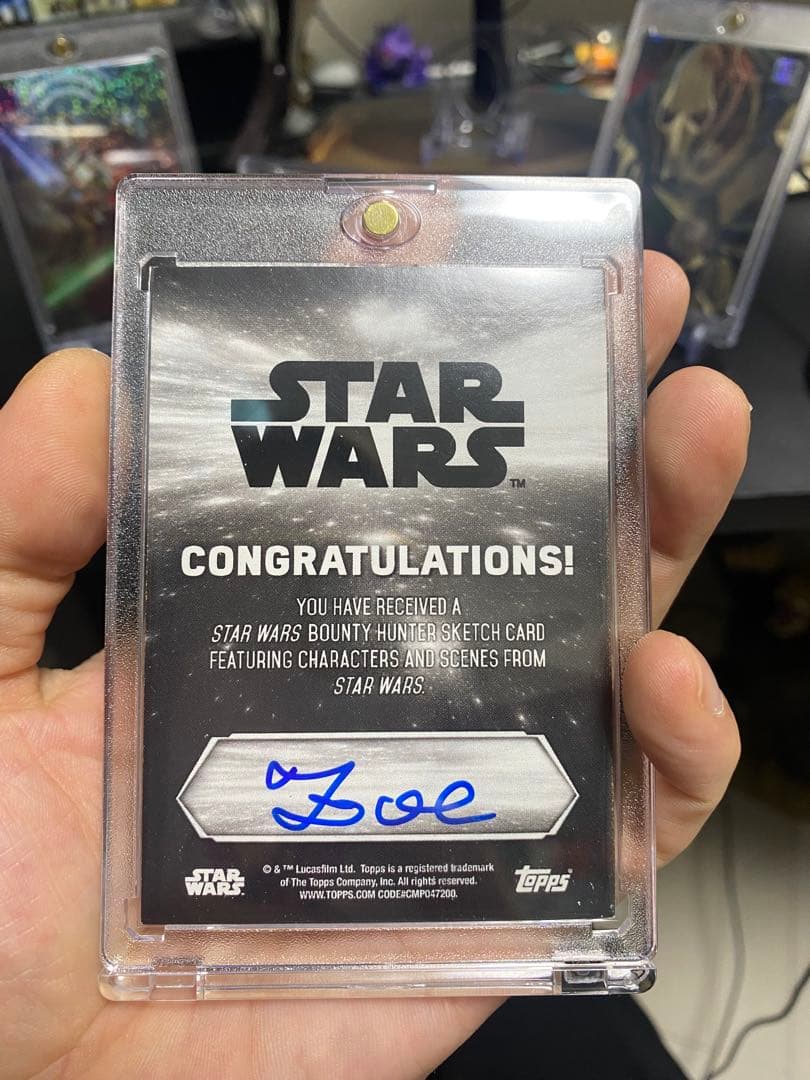 STAR
WARS™
CONGRATULATIONS!
YOU HAVE RECEIVED A
STAR WARS BOUNTY HUNTER SKETCH CARD
FEATURING CHARACTERS AND SCENES FROM
STAR WARS.
Zoe
STAR
WARS
© & ™ Lucasfilm Ltd. Topps is a registered trademark
of The Topps Company, Inc. All rights reserved.
WWW.TOPPS.COM CODE#CMP047200.
topps®